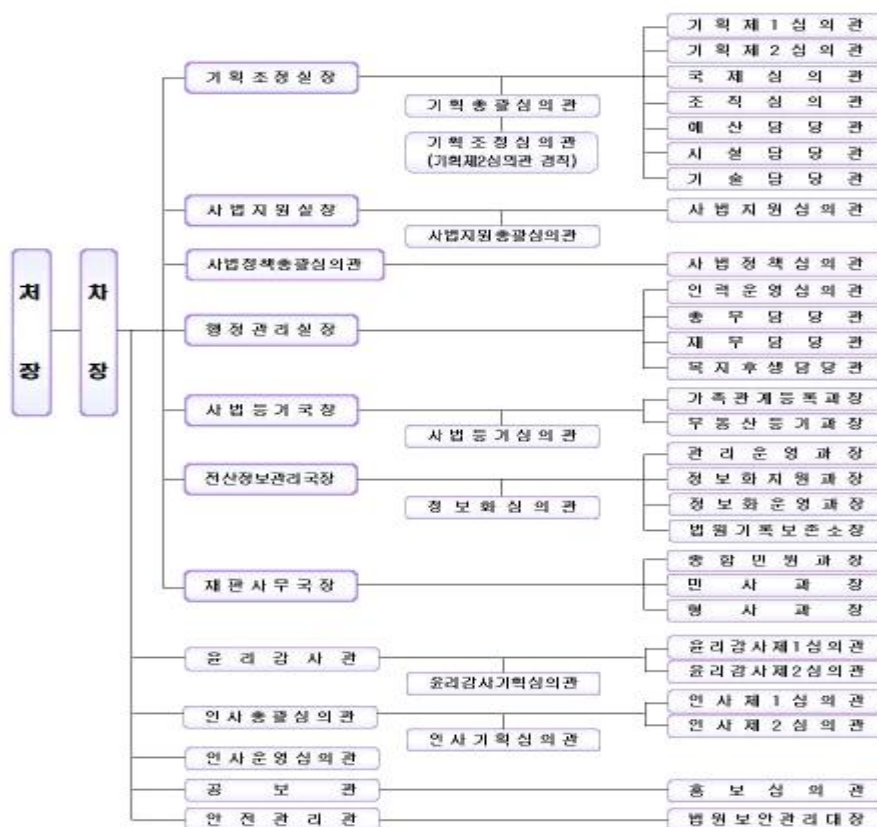 처장
차장
기획조정실장
기획총괄심의관
기획조정심의관
(기획제2심의관 겸직)
기획제1심의관
기획제2심의관
국제심의관
조직심의관
예산담당관
시설담당관
기술담당관
사법지원실장
사법지원총괄심의관
사법지원심의관
사법정책총괄심의관
사법정책심의관
행정관리실장
인력운영심의관
총무담당관
재무담당관
복지후생담당관
사법등기국장
사법등기심의관
가족관계등록과장
부동산등기과장
전산정보관리국장
정보화심의관
관리운영과장
정보화지원과장
정보화운영과장
법원기록보존소장
재판사무국장
종합민원과장
민사과장
형사과장
윤리감사관
윤리감사기획심의관
윤리감사제1심의관
윤리감사제2심의관
인사총괄심의관
인사기획심의관
인사제1심의관
인사제2심의관
인사운영심의관
공보관
홍보심의관
안전관리관
법원보안관리대장